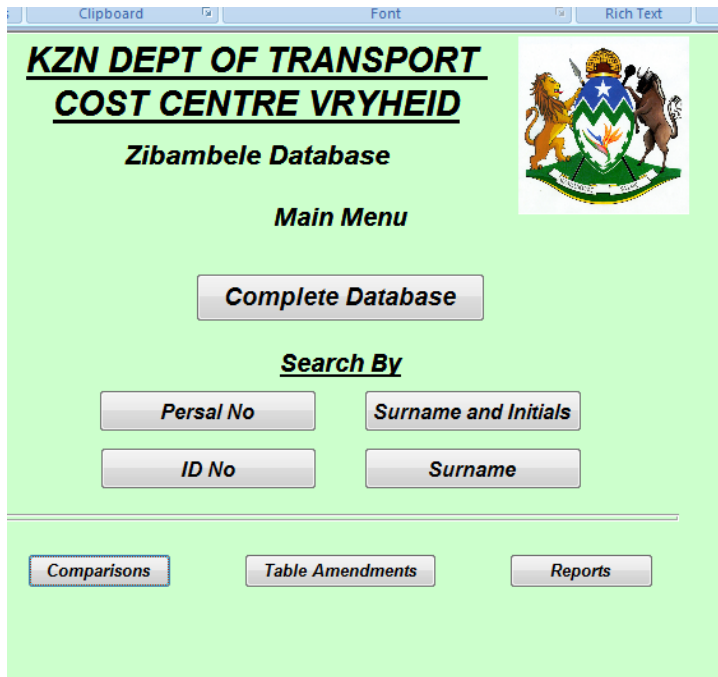 Clipboard Font Rich Text
KZN DEPT OF TRANSPORT
COST CENTRE VRYHEID
Zibambele Database
Main Menu
Complete Database
Search By
Persal No Surname and Initials
ID No Surname
Comparisons Table Amendments Reports